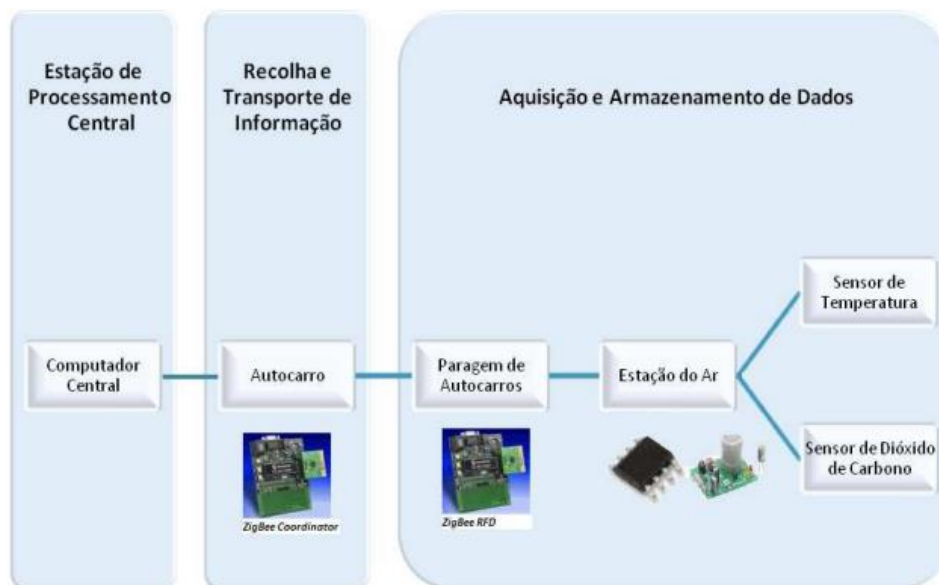 Estação de
Processamento
Central
Recolha e
Transporte de
Informação
Aquisição e Armazenamento de Dados
Sensor de
Temperatura
Computador
Central
Autocarro
Paragem de
Autocarros
Estação do Ar
Sensor de Dióxido
de Carbono
ZigBee Coordinator
ZigBee RFD